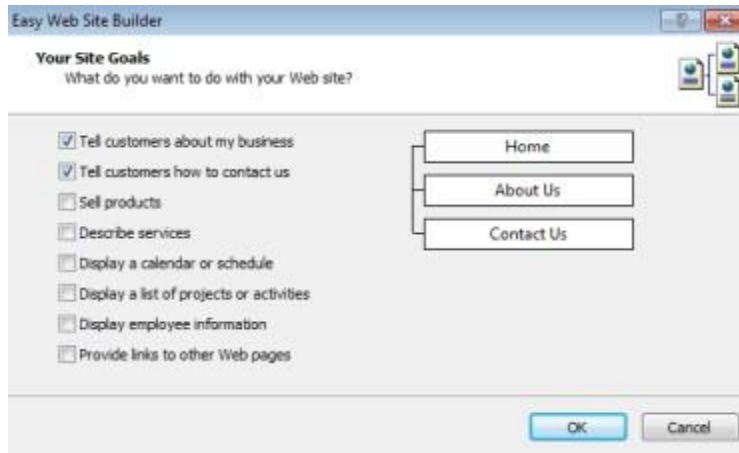 Easy Web Site Builder
Your Site Goals
What do you want to do with your Web site?
Tell customers about my business
Tell customers how to contact us
Sell products
Describe services
Display a calendar or schedule
Display a list of projects or activities
Display employee information
Provide links to other Web pages
Home
About Us
Contact Us
OK
Cancel